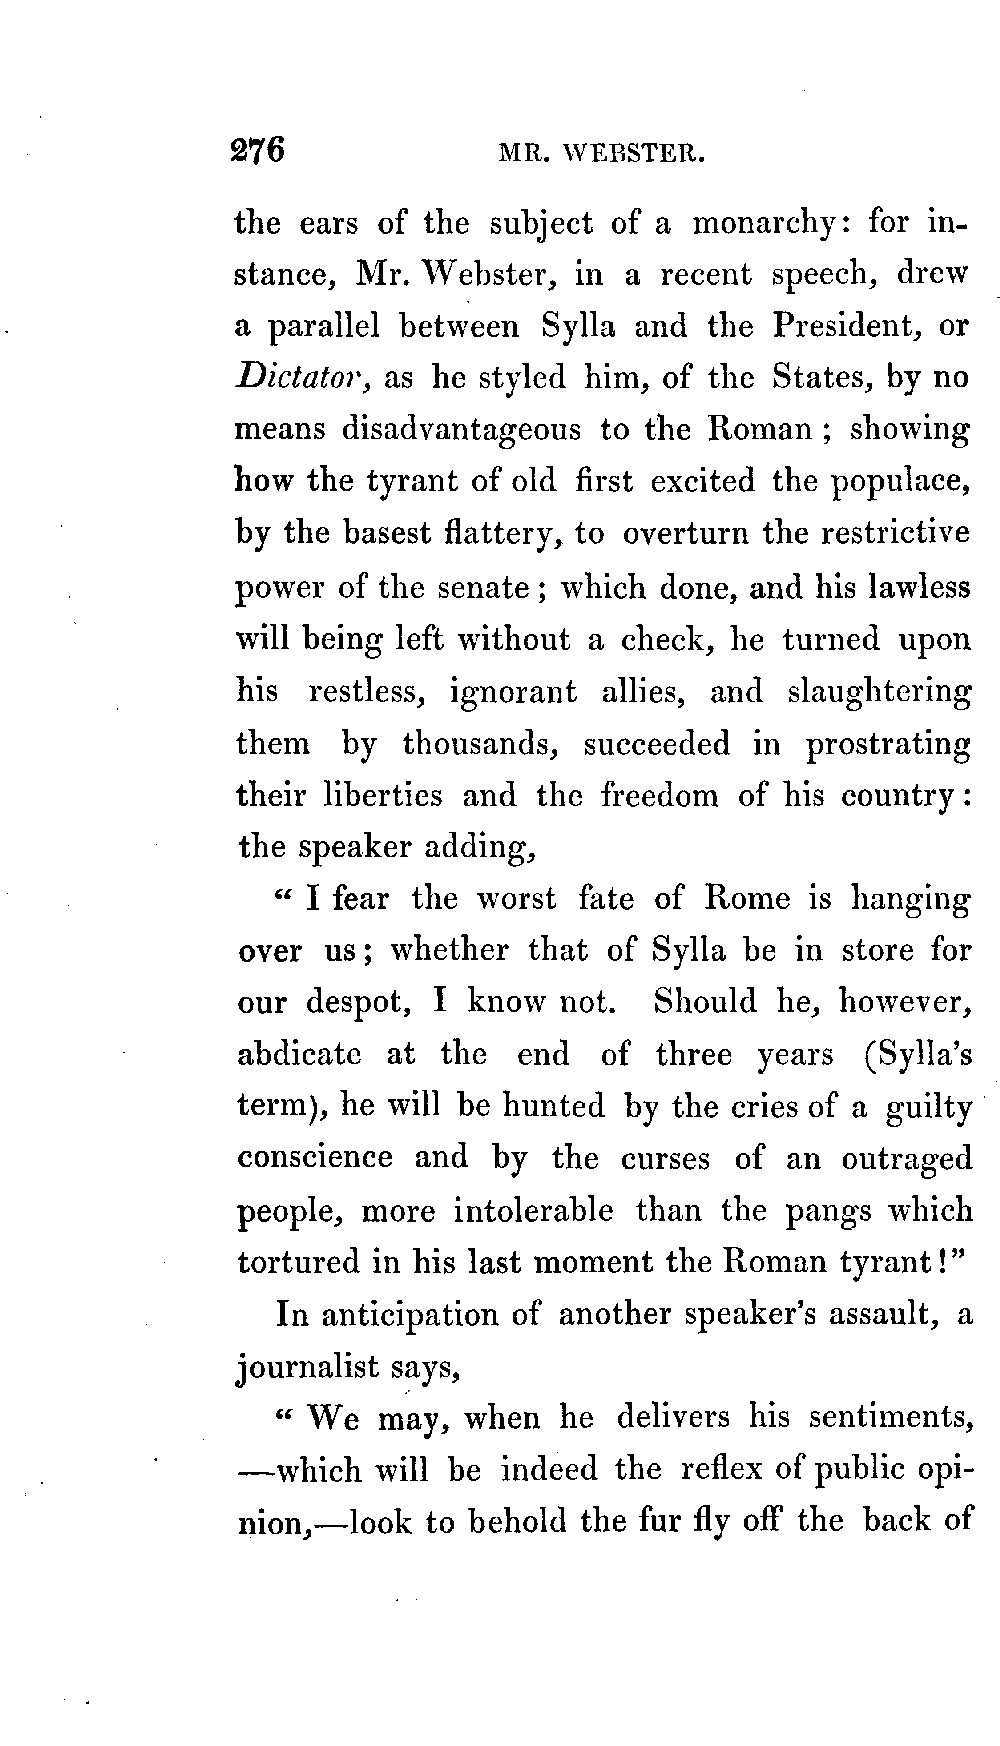 276 MR. WEBSTER.
the ears of the subject of a monarchy: for in-
stance, Mr. Webster, in a recent speech, drew
a parallel between Sylla and the President, or
Dictator, as he styled him, of the States, by no
means disadvantageous to the Roman ; showing
how the tyrant of old first excited the populace,
by the basest flattery, to overturn the restrictive
power of the senate ; which done, and his lawless
will being left without a check, he turned upon
his restless, ignorant allies, and slaughtering
them by thousands, succeeded in prostrating
their liberties and the freedom of his country :
the speaker adding,
“ I fear the worst fate of Rome is hanging
over us ; whether that of Sylla be in store for
our despot, I know not. Should he, however,
abdicate at the end of three years (Sylla’s
term), he will be hunted by the cries of a guilty
conscience and by the curses of an outraged
people, more intolerable than the pangs which
tortured in his last moment the Roman tyrant !”
In anticipation of another speaker’s assault, a
journalist says,
“ We may, when he delivers his sentiments,
—which will be indeed the reflex of public opi-
nion,—look to behold the fur fly off the back of